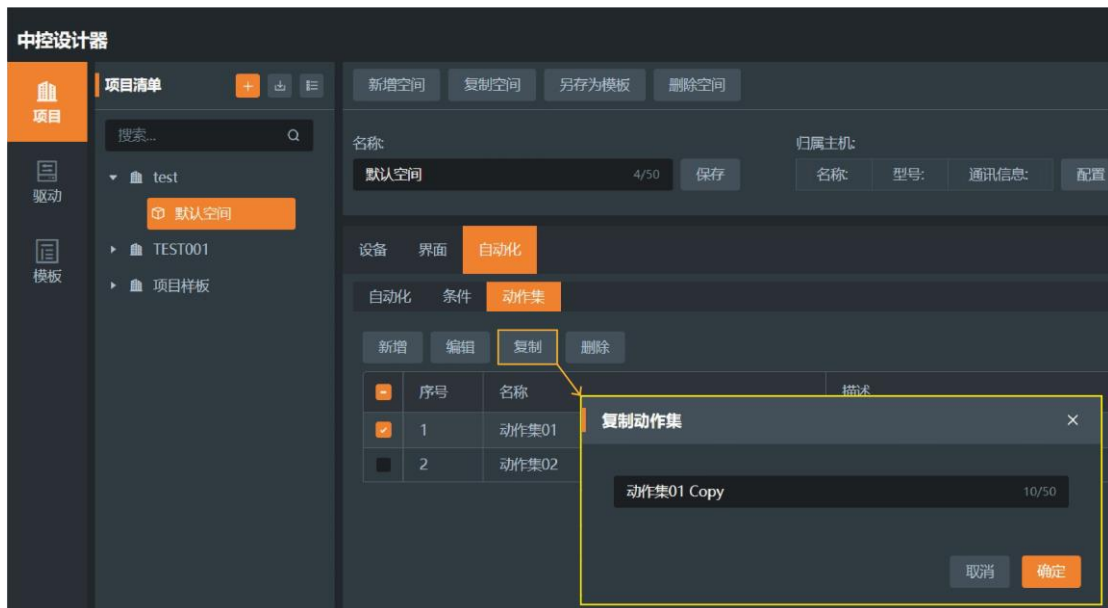 中控设计器
项目
驱动
模板
项目清单
搜索...
test
默认空间
TEST001
项目样板
新增空间 复制空间 另存为模板 删除空间
名称: 归属主机:
默认空间 4/50 保存 名称: 型号: 通讯信息: 配置
设备 界面 自动化
自动化 条件 动作集
新增 编辑 复制 删除
序号 名称 描述
1 动作集01
2 动作集02
复制动作集
动作集01 Copy 10/50
取消 确定